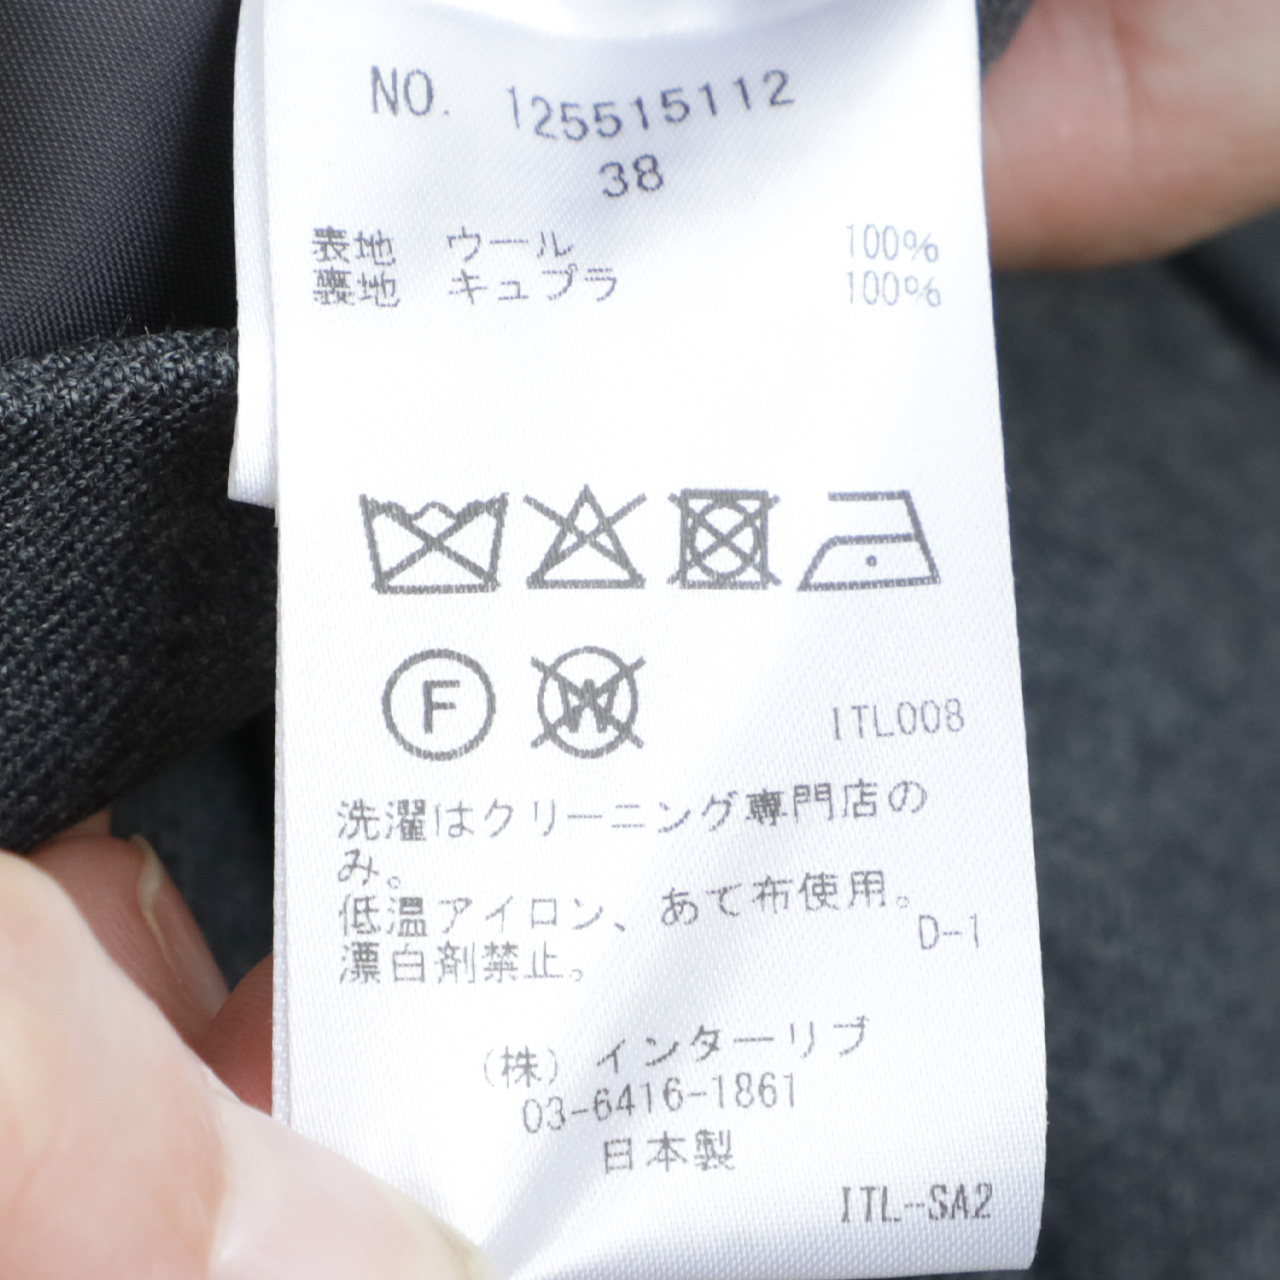 NO. 125515112
38
表地 ウール 100%
裏地 キュプラ 100%
F W
ITL008
洗濯はクリーニング専門店の
み。
低温アイロン、あて布使用。
漂白剤禁止。
D-1
(株) インターリブ
03-6416-1861
日本製
ITL-SA2